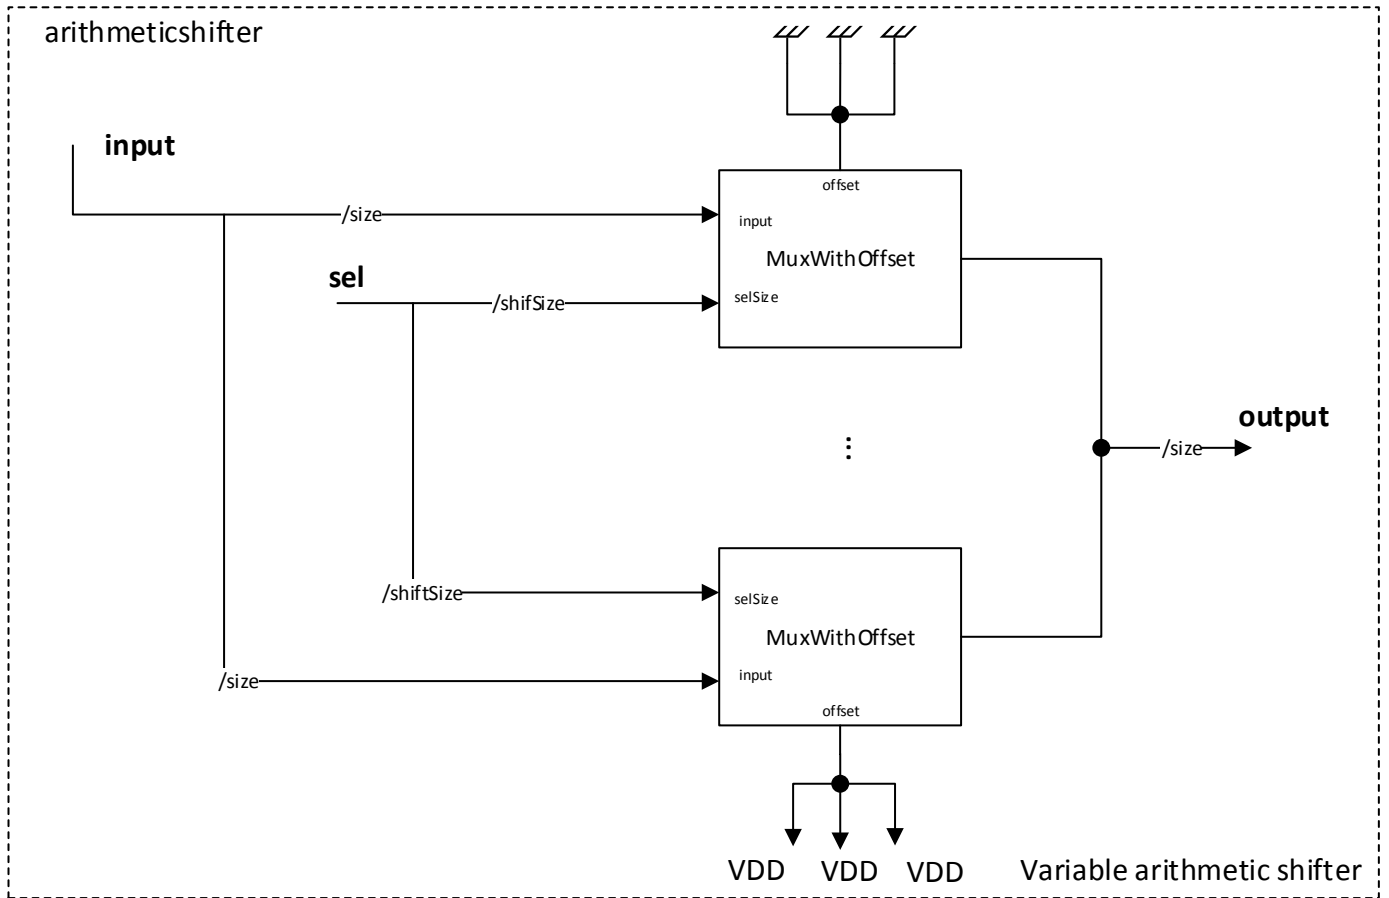 arithmeticshifter
input
offset
/size
input
MuxWithOffset
sel
/shifSize
selSize
output
...
/size
/shiftSize
selSize
MuxWithOffset
/size
input
offset
VDD VDD VDD
Variable arithmetic shifter